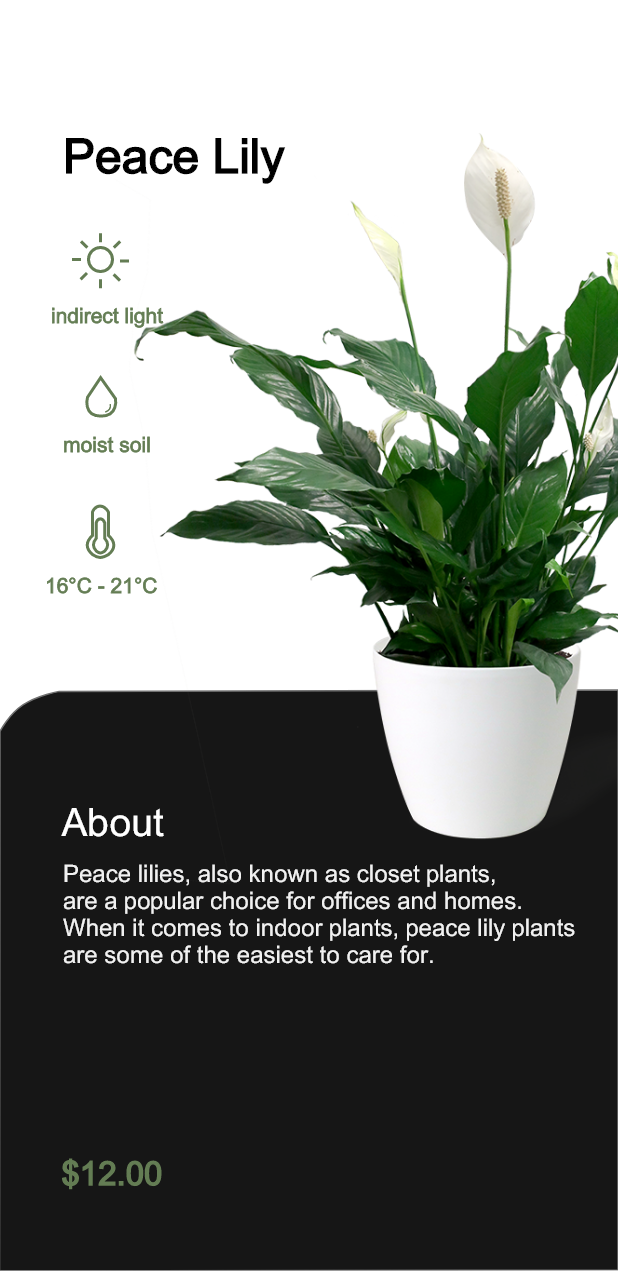 Peace Lily
indirect light
moist soil
16°C - 21°C
About
Peace lilies, also known as closet plants,
are a popular choice for offices and homes.
When it comes to indoor plants, peace lily plants
are some of the easiest to care for.
$12.00